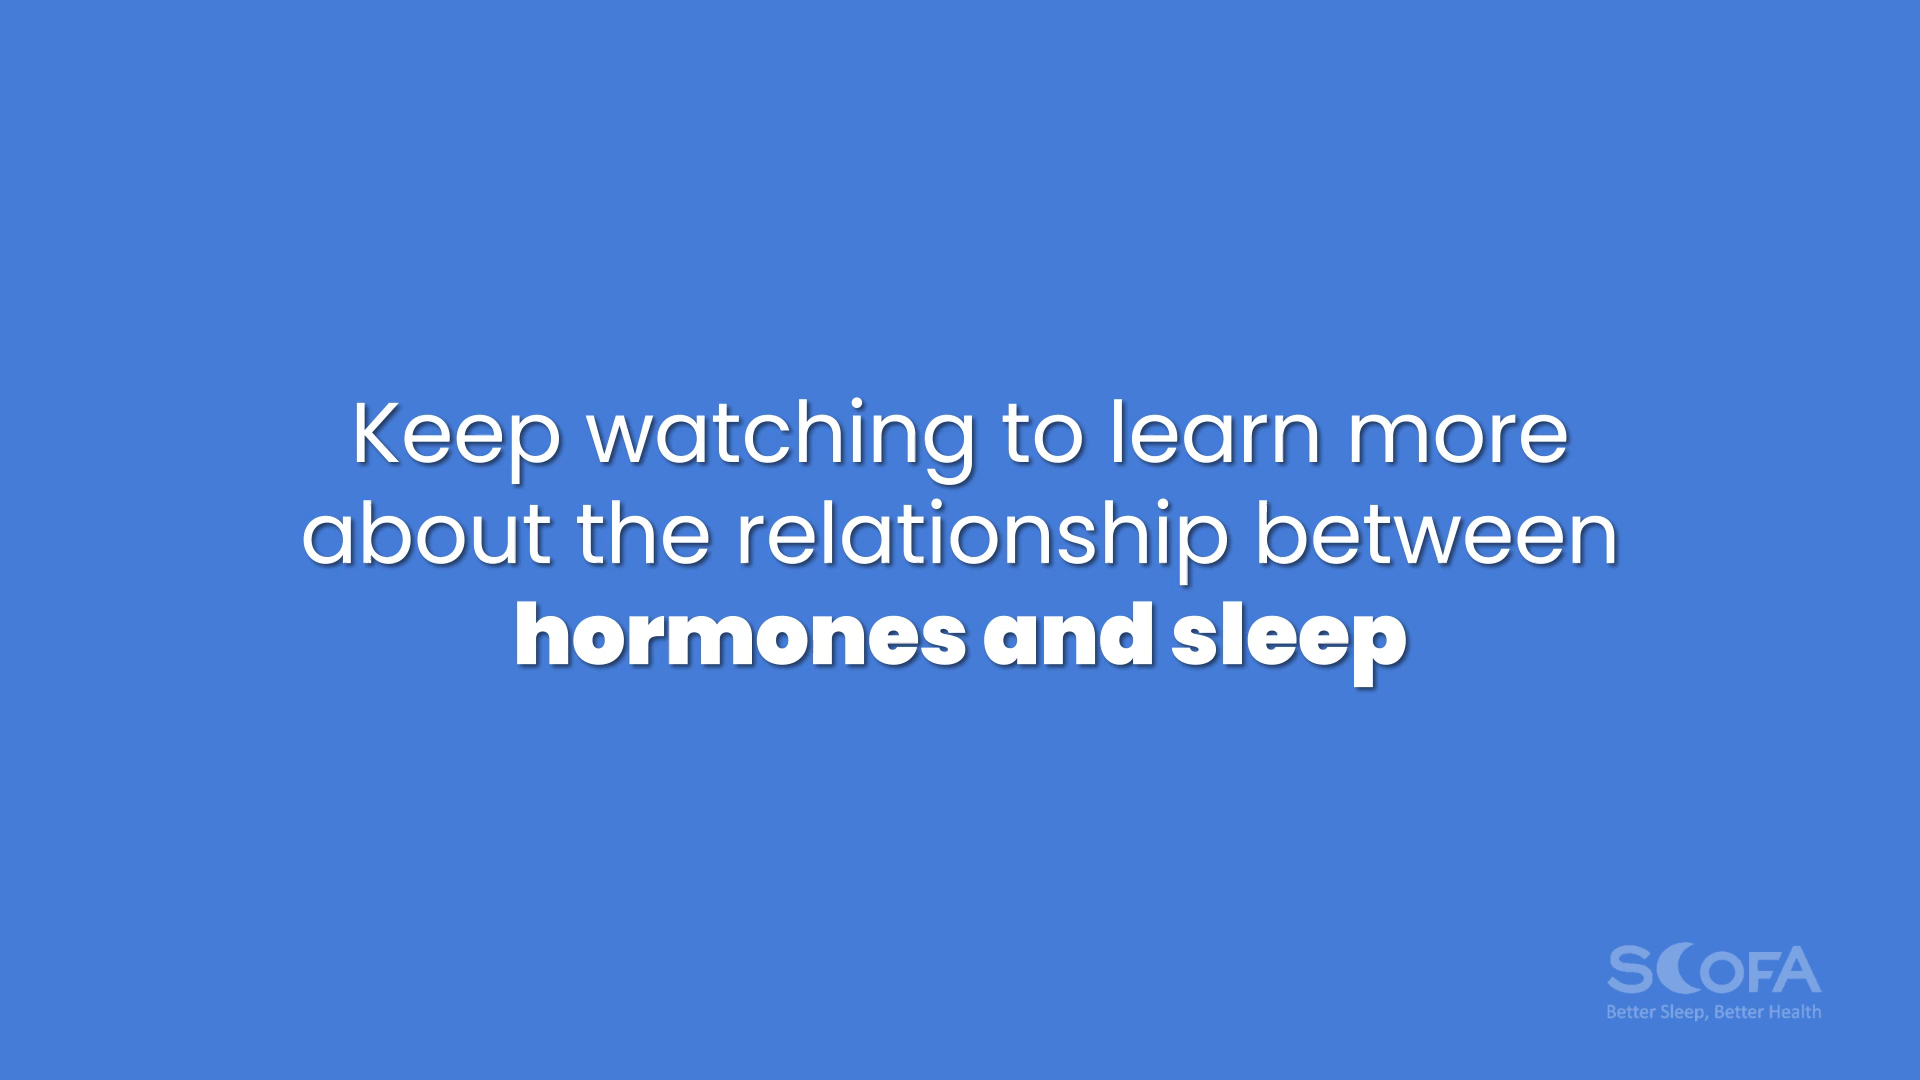 Keep watching to learn more
about the relationship between
hormones and sleep
SCOFA
Better Sleep, Better Health